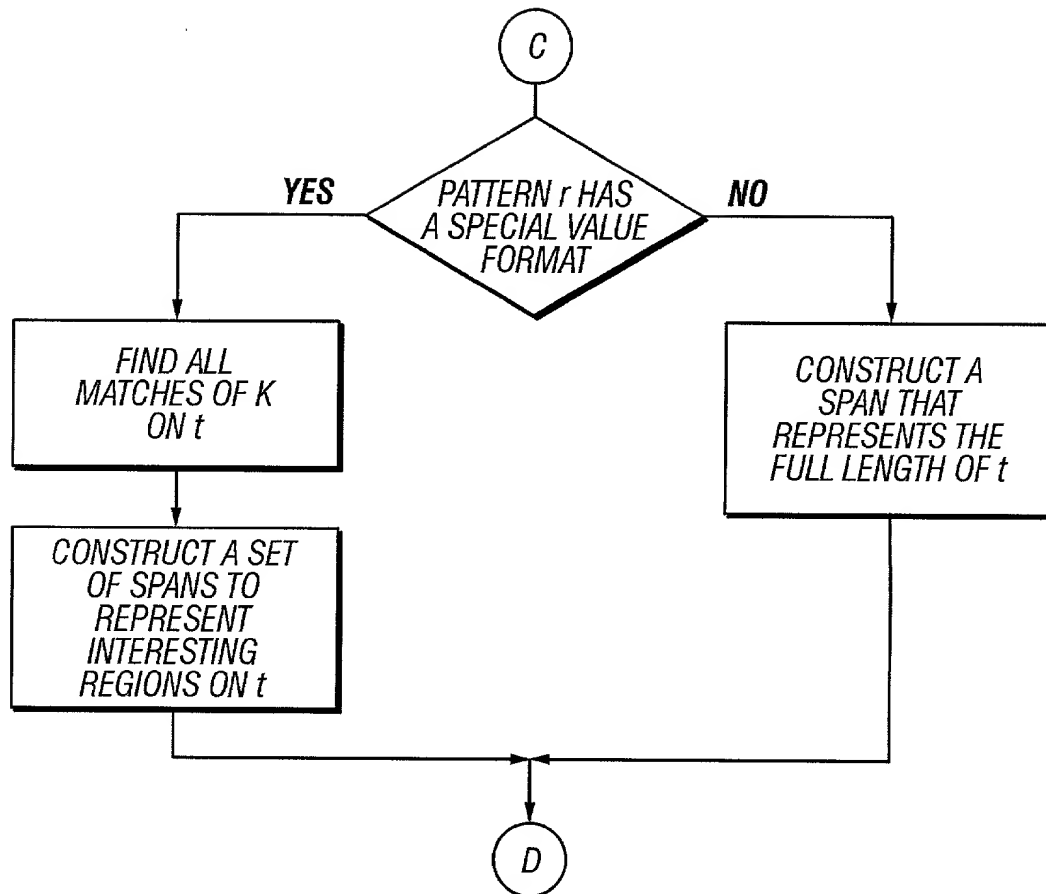 C
PATTERN r HAS
A SPECIAL VALUE
FORMAT
YES
NO
FIND ALL
MATCHES OF K
ON t
CONSTRUCT A
SPAN THAT
REPRESENTS THE
FULL LENGTH OF t
CONSTRUCT A SET
OF SPANS TO
REPRESENT
INTERESTING
REGIONS ON t
D